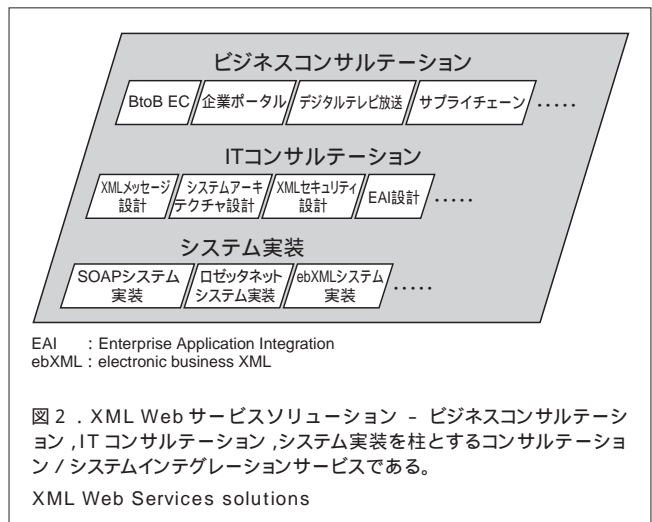 ビジネスコンサルテーション
BtoB EC 企業ポータル デジタルテレビ放送 サプライチェーン .....
ITコンサルテーション
XMLメッセージ設計 システムアーキテクチャ設計 XMLセキュリティ設計 EAI設計 .....
システム実装
SOAPシステム実装 ロゼッタネットシステム実装 ebXMLシステム実装 .....
EAI : Enterprise Application Integration
ebXML : electronic business XML
図2．XML Webサービスソリューション － ビジネスコンサルテーシ
ョン,ITコンサルテーション,システム実装を柱とするコンサルテーショ
ン/システムインテグレーションサービスである。
XML Web Services solutions